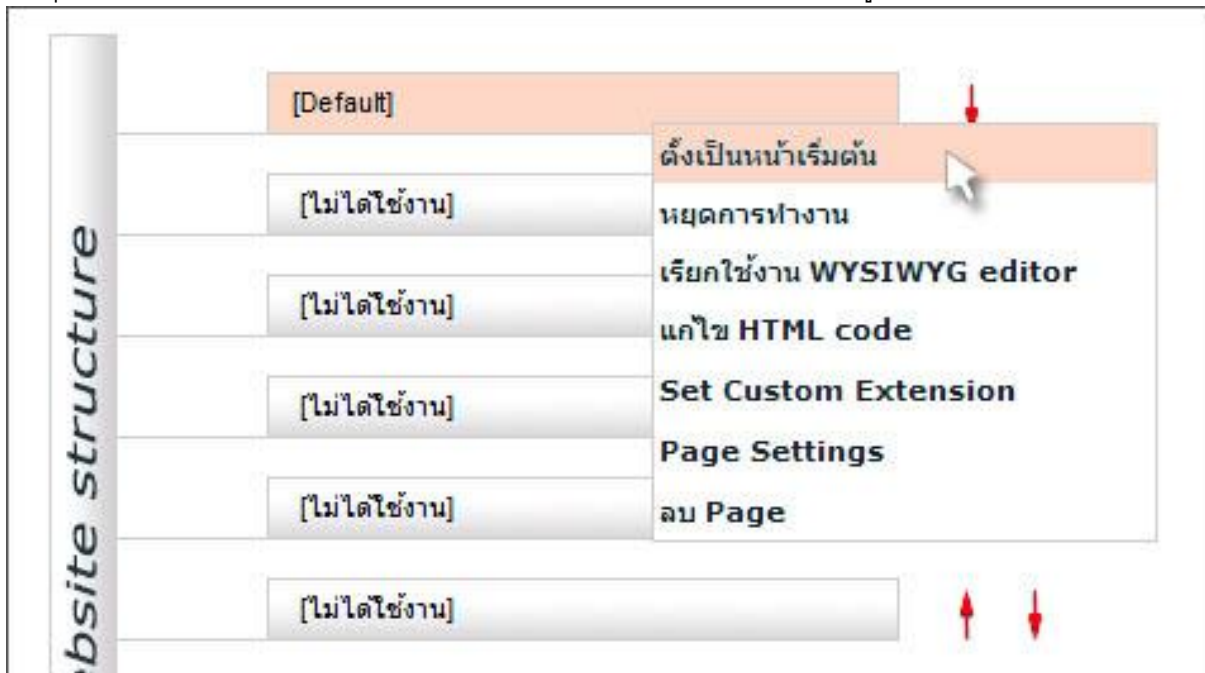 [Default]
ตั้งเป็นหน้าเริ่มต้น
[ไม่ได้ใช้งาน]
หยุดการทำงาน
เรียกใช้งาน WYSIWYG editor
[ไม่ได้ใช้งาน]
แก้ไข HTML code
[ไม่ได้ใช้งาน]
Set Custom Extension
Page Settings
[ไม่ได้ใช้งาน]
ลบ Page
[ไม่ได้ใช้งาน]
structure